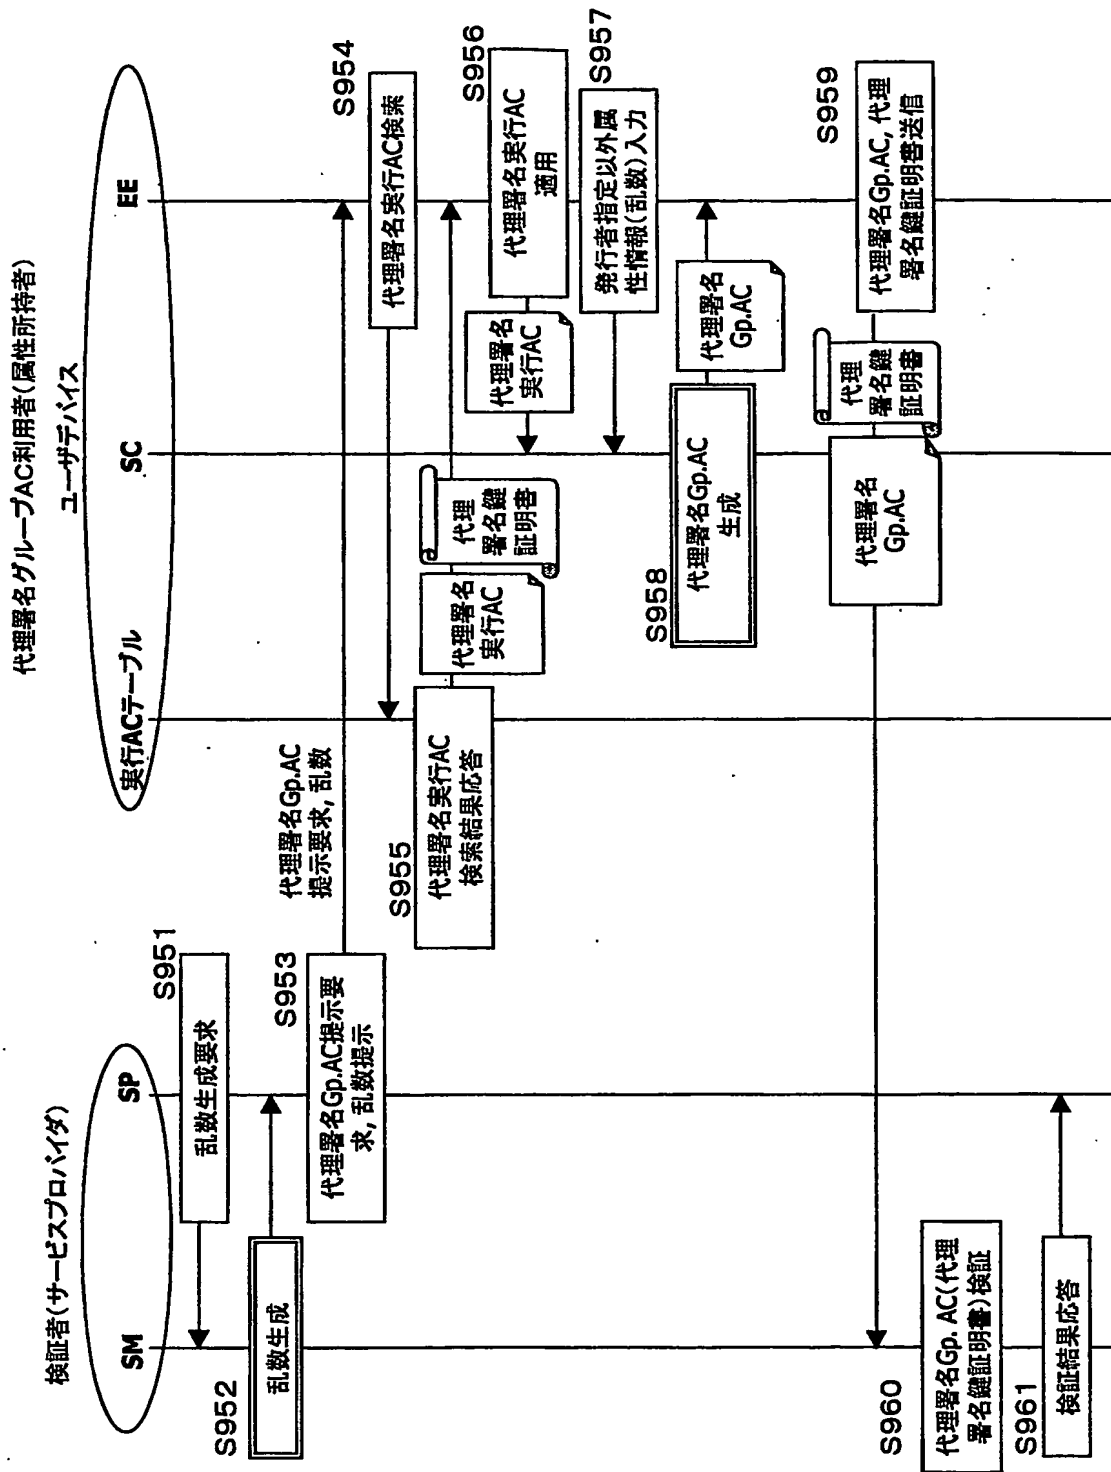 代理署名グループAC利用者(属性所持者)
ユーザデバイス
検証者(サービスプロバイダ)
SM
SP
実行ACテーブル
SC
EE
S951
乱数生成要求
S952
乱数生成
S953
代理署名Gp.AC提示要
求, 乱数提示
代理署名Gp.AC
提示要求, 乱数
S954
代理署名実行AC検索
S955
代理署名実行AC
検索結果応答
代理署名
実行AC
代理
署名鍵
証明書
S956
代理署名実行AC
適用
代理署名
実行AC
S957
発行者指定以外属
性情報(乱数)入力
S958
代理署名Gp.AC
生成
代理署名
Gp.AC
S959
代理署名Gp.AC, 代理
署名鍵証明書送信
代理
署名鍵
証明書
代理署名
Gp.AC
S960
代理署名Gp. AC(代理
署名鍵証明書)検証
S961
検証結果応答